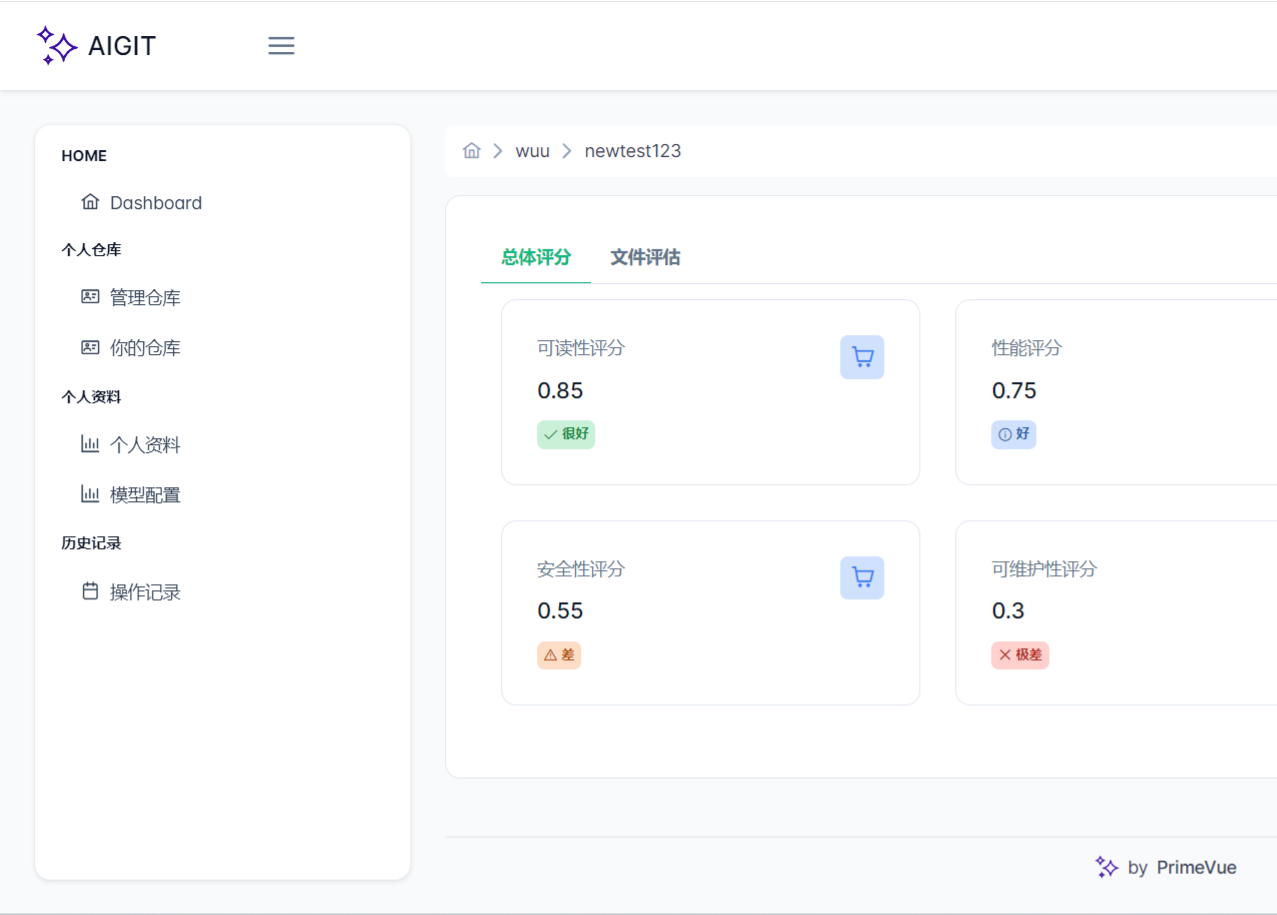 AIGIT
HOME
Dashboard
个人仓库
管理仓库
你的仓库
个人资料
个人资料
模型配置
历史记录
操作记录
wuu newtest123
总体评分 文件评估
可读性评分
0.85
很好
性能评分
0.75
好
安全性评分
0.55
差
可维护性评分
0.3
极差
by PrimeVue